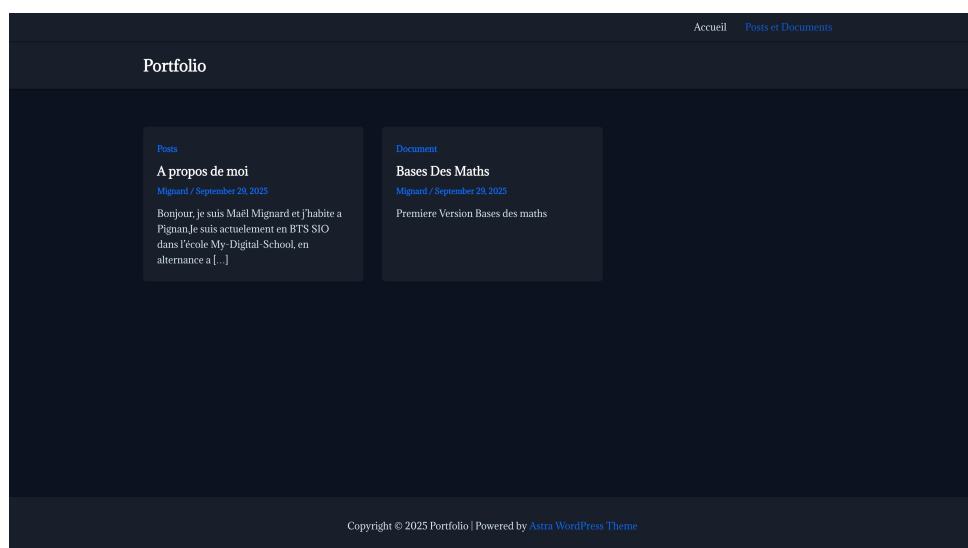 Accueil Posts et Documents
Portfolio
Posts
A propos de moi
Mignard / September 29, 2025
Bonjour, je suis Maël Mignard et j'habite a
Pignan.Je suis actuelement en BTS SIO
dans l'école My-Digital-School, en
alternance a […]
Document
Bases Des Maths
Mignard / September 29, 2025
Premiere Version Bases des maths
Copyright © 2025 Portfolio | Powered by Astra WordPress Theme